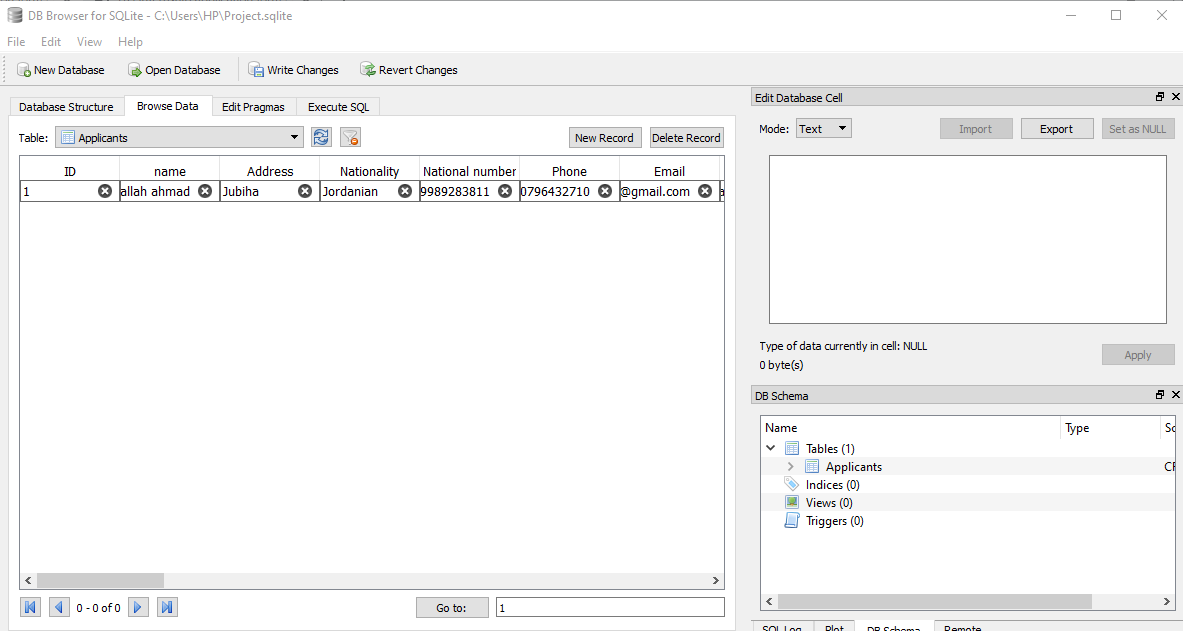 DB Browser for SQLite - C:\Users\HP\Project.sqlite
File Edit View Help
New Database Open Database Write Changes Revert Changes
Database Structure Browse Data Edit Pragmas Execute SQL
Table: Applicants
New Record Delete Record
ID name Address Nationality National number Phone Email
1 allah ahmad Jubiha Jordanian 9989283811 0796432710 @gmail.com
0 - 0 of 0
Go to: 1
Edit Database Cell
Mode: Text Import Export Set as NULL
Type of data currently in cell: NULL
0 byte(s)
Apply
DB Schema
Name Type Sc
Tables (1)
Applicants
Indices (0)
Views (0)
Triggers (0)
SQL Log Plot DB Schema Remote